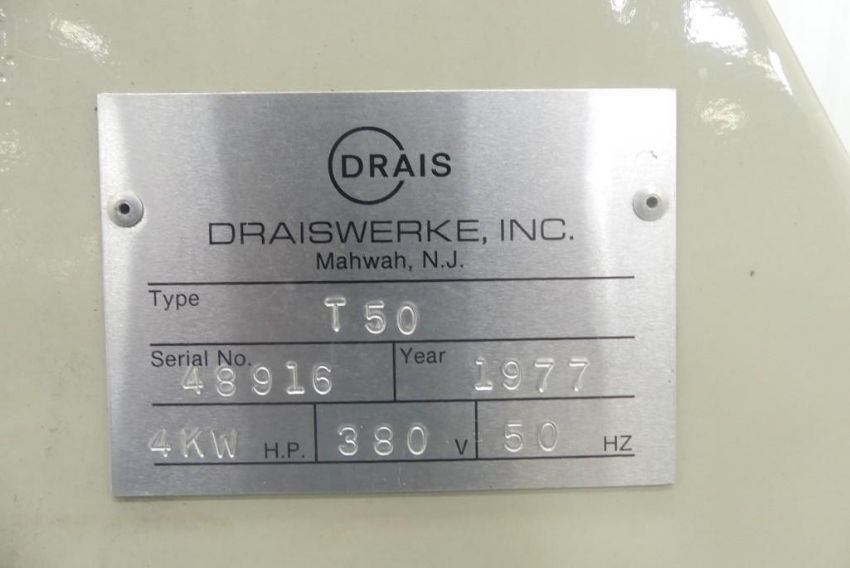 DRAIS
DRAISWERKE, INC.
Mahwah, N.J.
Type T 50
Serial No. 48916 Year 1977
4KW H.P. 380 V 50 HZ